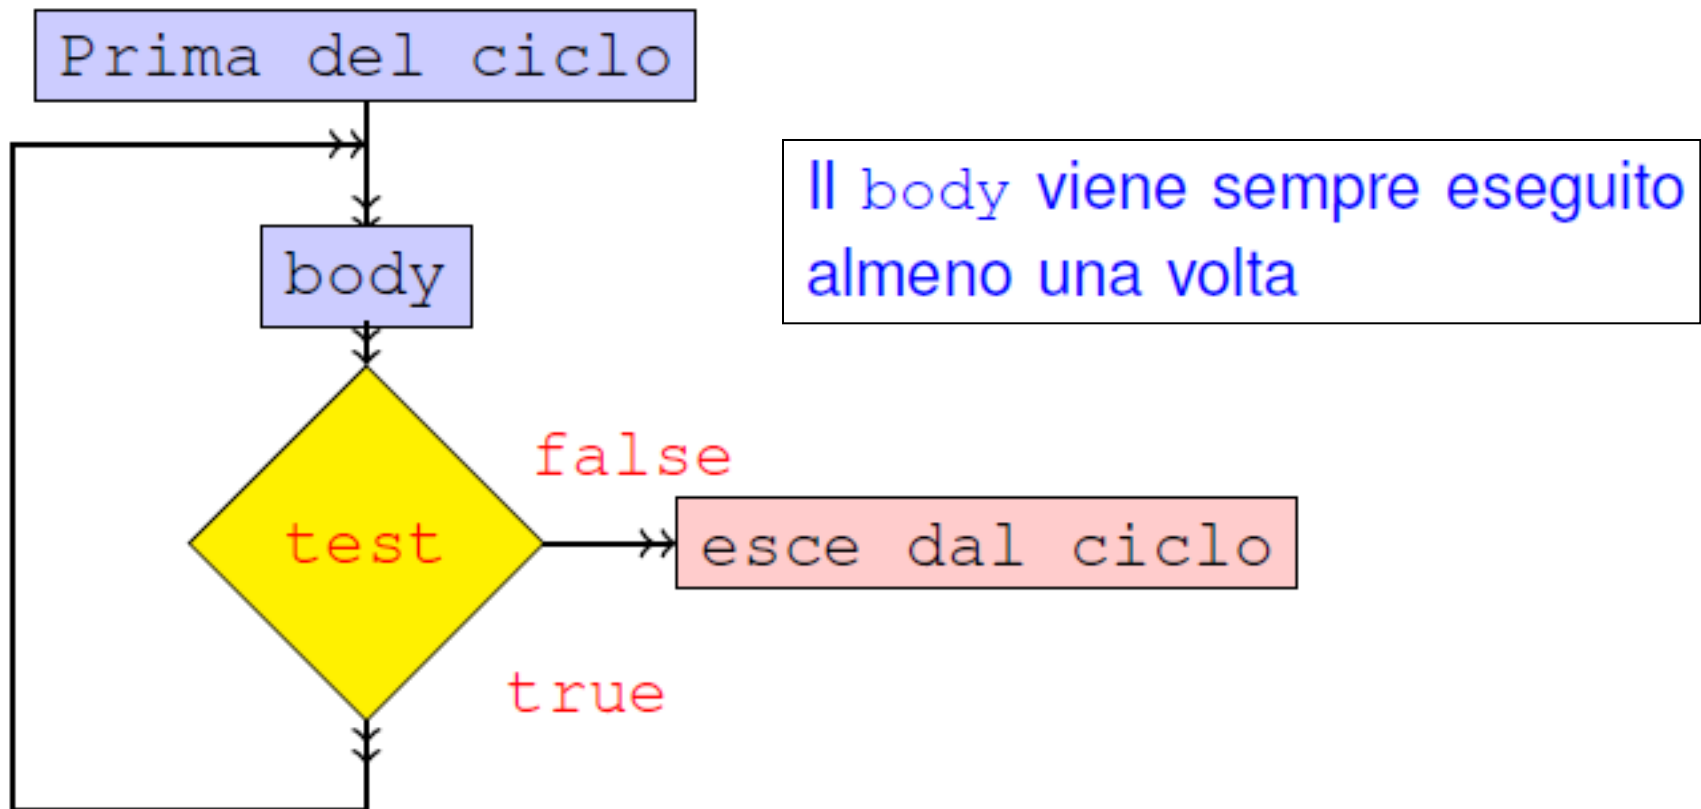 Prima del ciclo
Il body viene sempre eseguito
almeno una volta
body
false
test
esce dal ciclo
true